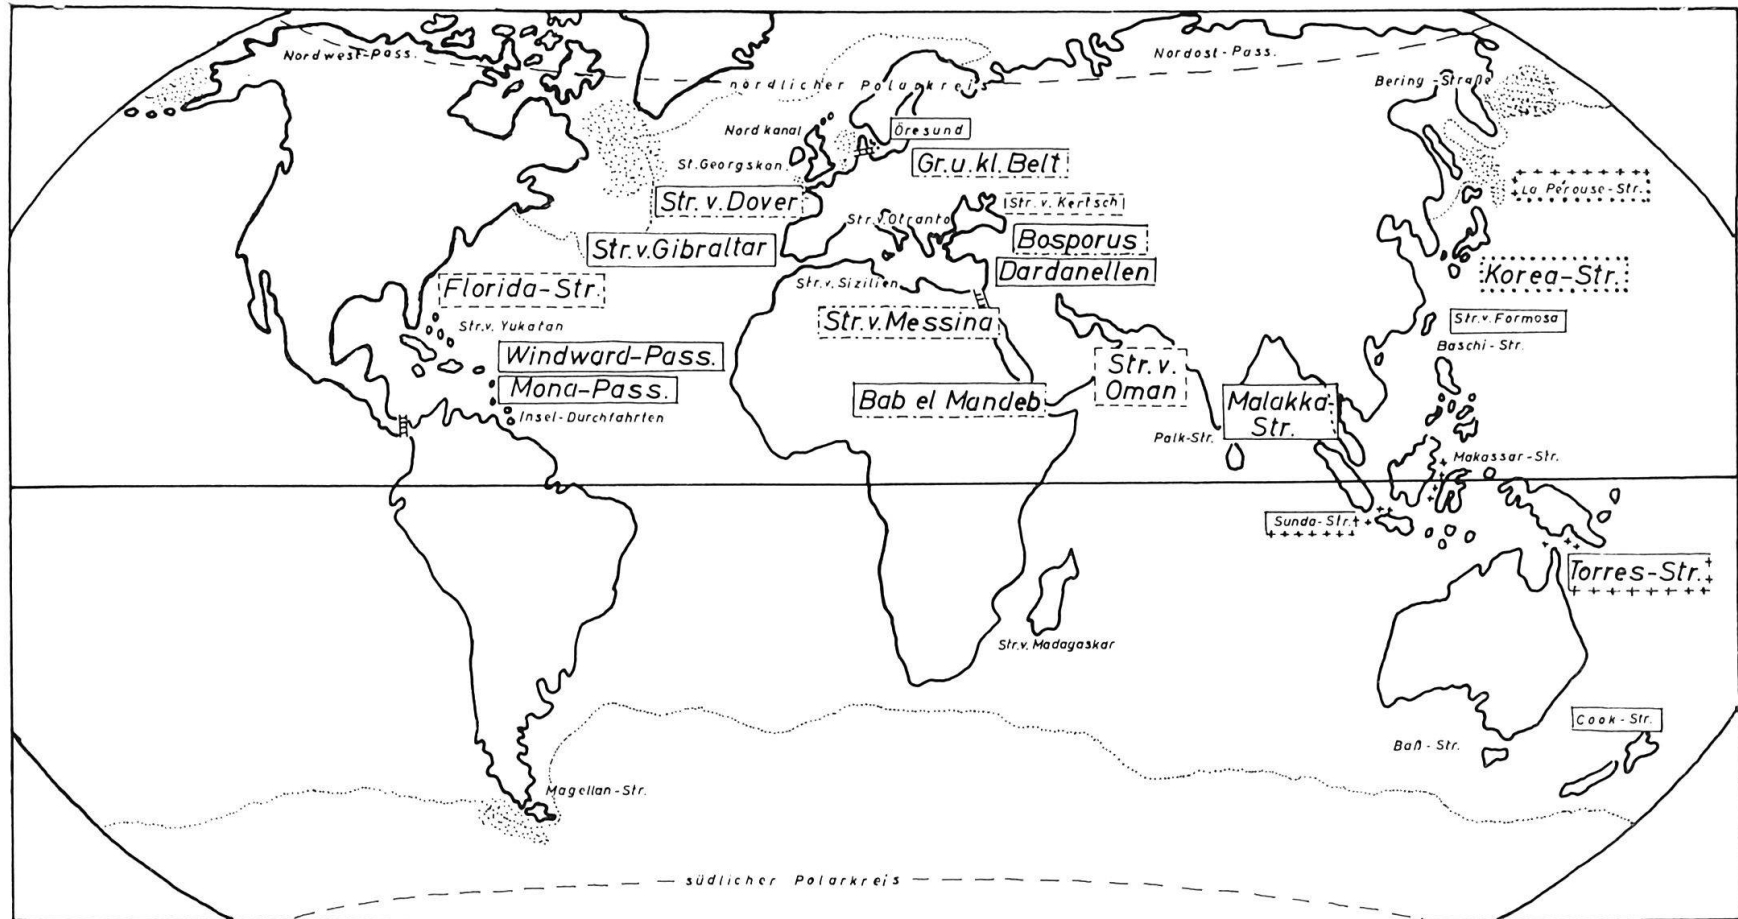 Nordwest-Pass.
Nordost-Pass.
nördlicher Polarkreis
Bering-Straße
Nordkanal
Öresund
St.Georgskan.
Gr.u.kl.Belt
La Pérouse-Str.
Str.v.Dover
Str.v.Kertsch
Str.v.Otranto
Str.v.Gibraltar
Bosporus
Dardanellen
Korea-Str.
Florida-Str.
Str.v.Sizilien
Str.v.Yukatan
Str.v.Messina
Str.v.Formosa
Baschi-Str.
Windward-Pass.
Mona-Pass.
Str.v.
Oman
Bab el Mandeb
Malakka-
Str.
Insel-Durchfahrten
Palk-Str.
Makassar-Str.
Sunda-Str.
Torres-Str.
Str.v.Madagaskar
Cook-Str.
Baß-Str.
Magellan-Str.
südlicher Polarkreis